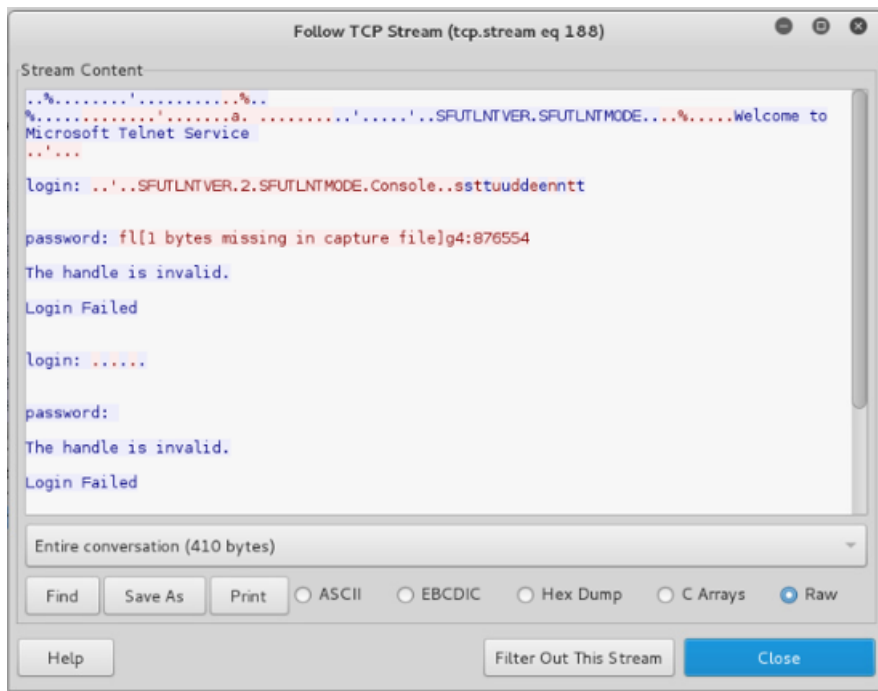 Follow TCP Stream (tcp.stream eq 188)
Stream Content
..%........'...........%..
%.............'.......a. ..........'.....'..SFUTLNTVER.SFUTLNTMODE....%.....Welcome to
Microsoft Telnet Service
..'...
login: ..'..SFUTLNTVER.2.SFUTLNTMODE.Console..ssttuuddeenntt
password: fl[1 bytes missing in capture file]g4:876554
The handle is invalid.
Login Failed
login: ......
password:
The handle is invalid.
Login Failed
Entire conversation (410 bytes)
Find Save As Print ASCII EBCDIC Hex Dump C Arrays Raw
Help Filter Out This Stream Close